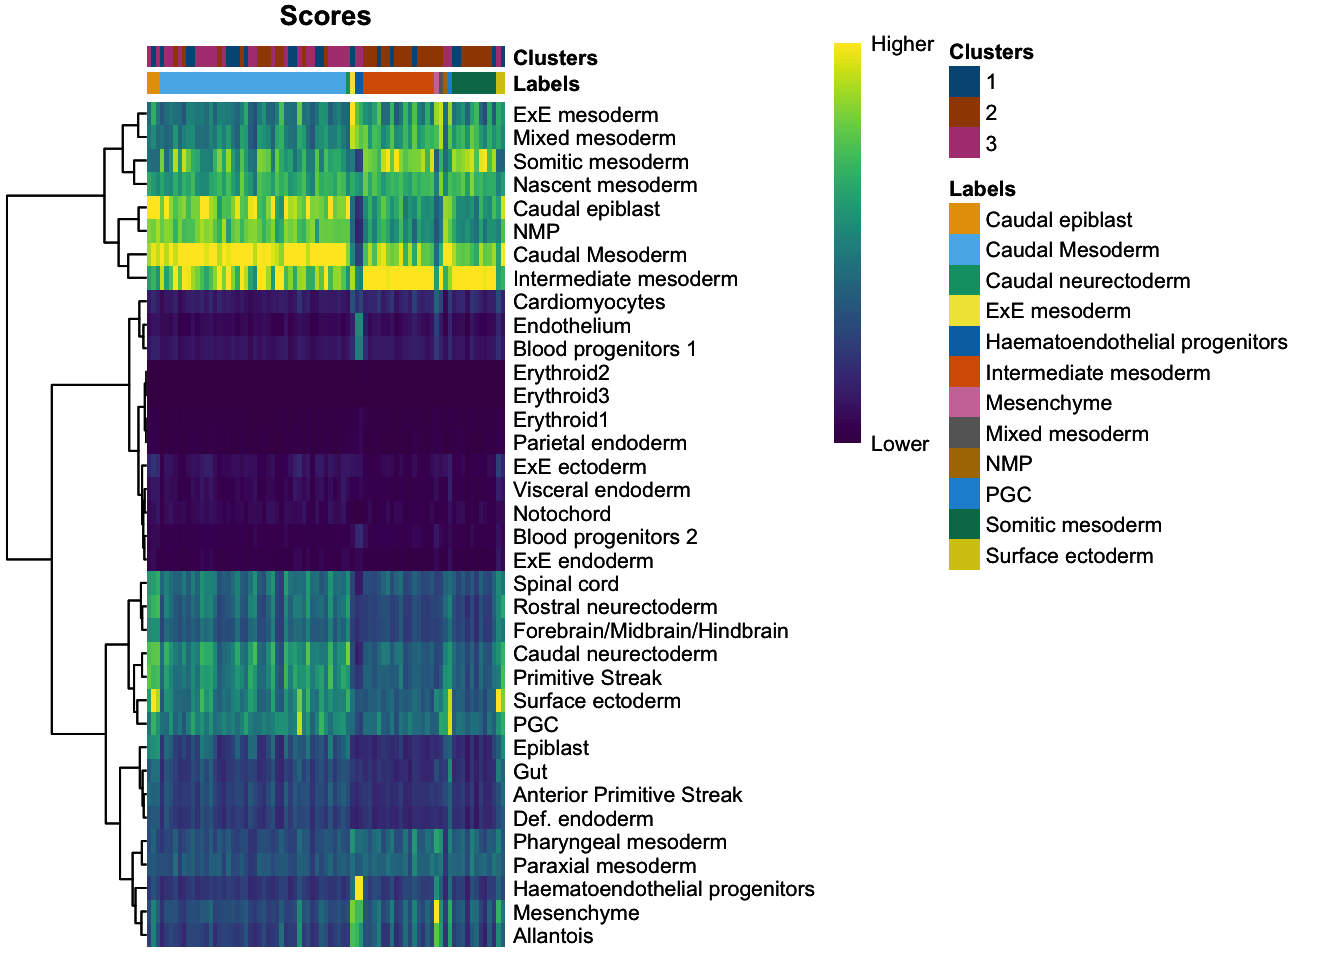 Scores
Clusters
Labels
ExE mesoderm
Mixed mesoderm
Somitic mesoderm
Nascent mesoderm
Caudal epiblast
NMP
Caudal Mesoderm
Intermediate mesoderm
Cardiomyocytes
Endothelium
Blood progenitors 1
Erythroid2
Erythroid3
Erythroid1
Parietal endoderm
ExE ectoderm
Visceral endoderm
Notochord
Blood progenitors 2
ExE endoderm
Spinal cord
Rostral neurectoderm
Forebrain/Midbrain/Hindbrain
Caudal neurectoderm
Primitive Streak
Surface ectoderm
PGC
Epiblast
Gut
Anterior Primitive Streak
Def. endoderm
Pharyngeal mesoderm
Paraxial mesoderm
Haematoendothelial progenitors
Mesenchyme
Allantois
Higher
Lower
Clusters
1
2
3
Labels
Caudal epiblast
Caudal Mesoderm
Caudal neurectoderm
ExE mesoderm
Haematoendothelial progenitors
Intermediate mesoderm
Mesenchyme
Mixed mesoderm
NMP
PGC
Somitic mesoderm
Surface ectoderm